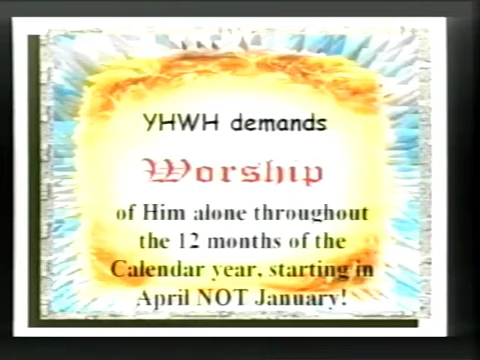 YHWH demands
Worship
of Him alone throughout
the 12 months of the
Calendar year, starting in
April NOT January!